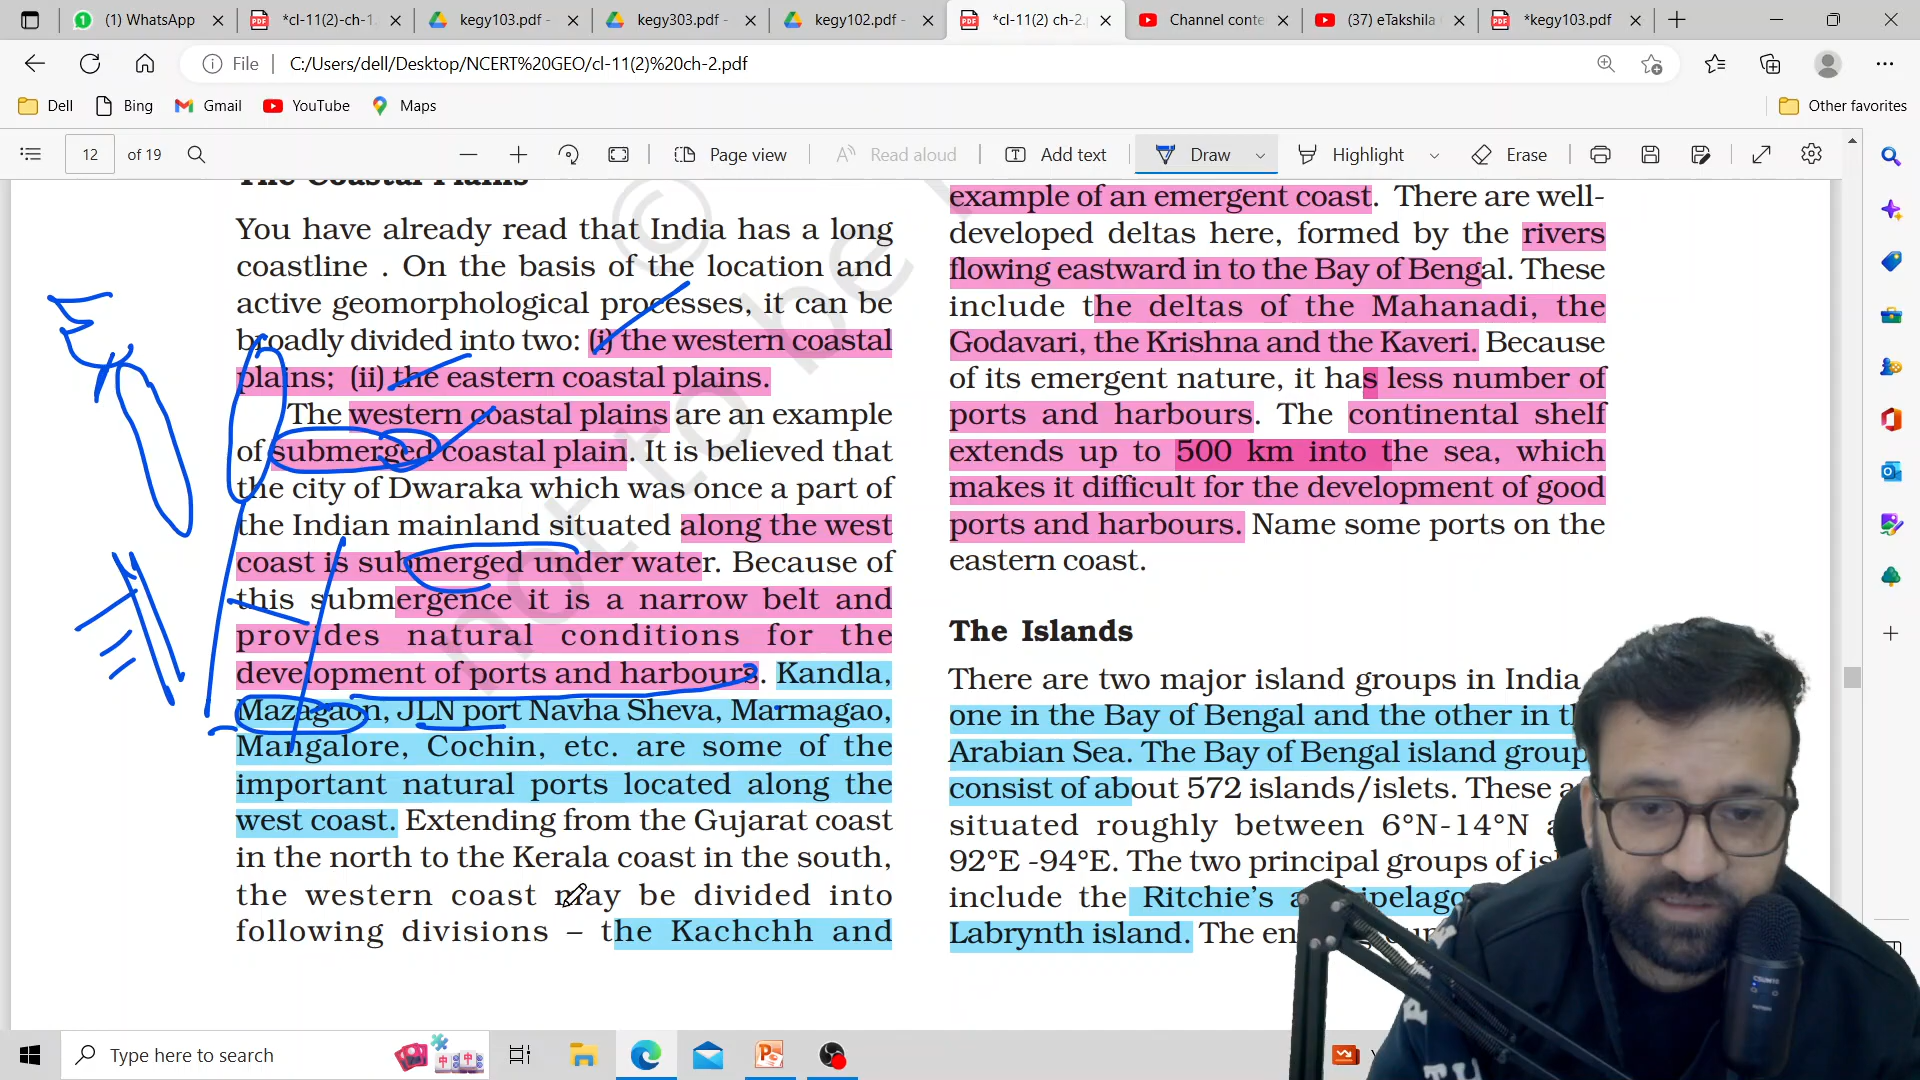 (1) WhatsApp
*cl-11(2)-ch-1.
kegy103.pdf -
kegy303.pdf -
kegy102.pdf -
*cl-11(2) ch-2.
Channel conte
(37) eTakshila
*kegy103.pdf
File
C:/Users/dell/Desktop/NCERT%20GEO/cl-11(2)%20ch-2.pdf
Dell
Bing
Gmail
YouTube
Maps
Other favorites
12
of 19
Page view
Read aloud
Add text
Draw
Highlight
Erase
The Coastal Plains
You have already read that India has a long
coastline . On the basis of the location and
active geomorphological processes, it can be
broadly divided into two: (i) the western coastal
plains; (ii) the eastern coastal plains.
The western coastal plains are an example
of submerged coastal plain. It is believed that
the city of Dwaraka which was once a part of
the Indian mainland situated along the west
coast is submerged under water. Because of
this submergence it is a narrow belt and
provides natural conditions for the
development of ports and harbours. Kandla,
Mazagaon, JLN port Navha Sheva, Marmagao,
Mangalore, Cochin, etc. are some of the
important natural ports located along the
west coast. Extending from the Gujarat coast
in the north to the Kerala coast in the south,
the western coast may be divided into
following divisions – the Kachchh and
example of an emergent coast. There are well-
developed deltas here, formed by the rivers
flowing eastward in to the Bay of Bengal. These
include the deltas of the Mahanadi, the
Godavari, the Krishna and the Kaveri. Because
of its emergent nature, it has less number of
ports and harbours. The continental shelf
extends up to 500 km into the sea, which
makes it difficult for the development of good
ports and harbours. Name some ports on the
eastern coast.
The Islands
There are two major island groups in India
one in the Bay of Bengal and the other in
Arabian Sea. The Bay of Bengal island group
consist of about 572 islands/islets. These
situated roughly between 6°N-14°N
92°E -94°E. The two principal groups of
include the Ritchie's
Labrynth island. The
© not to be
Type here to search